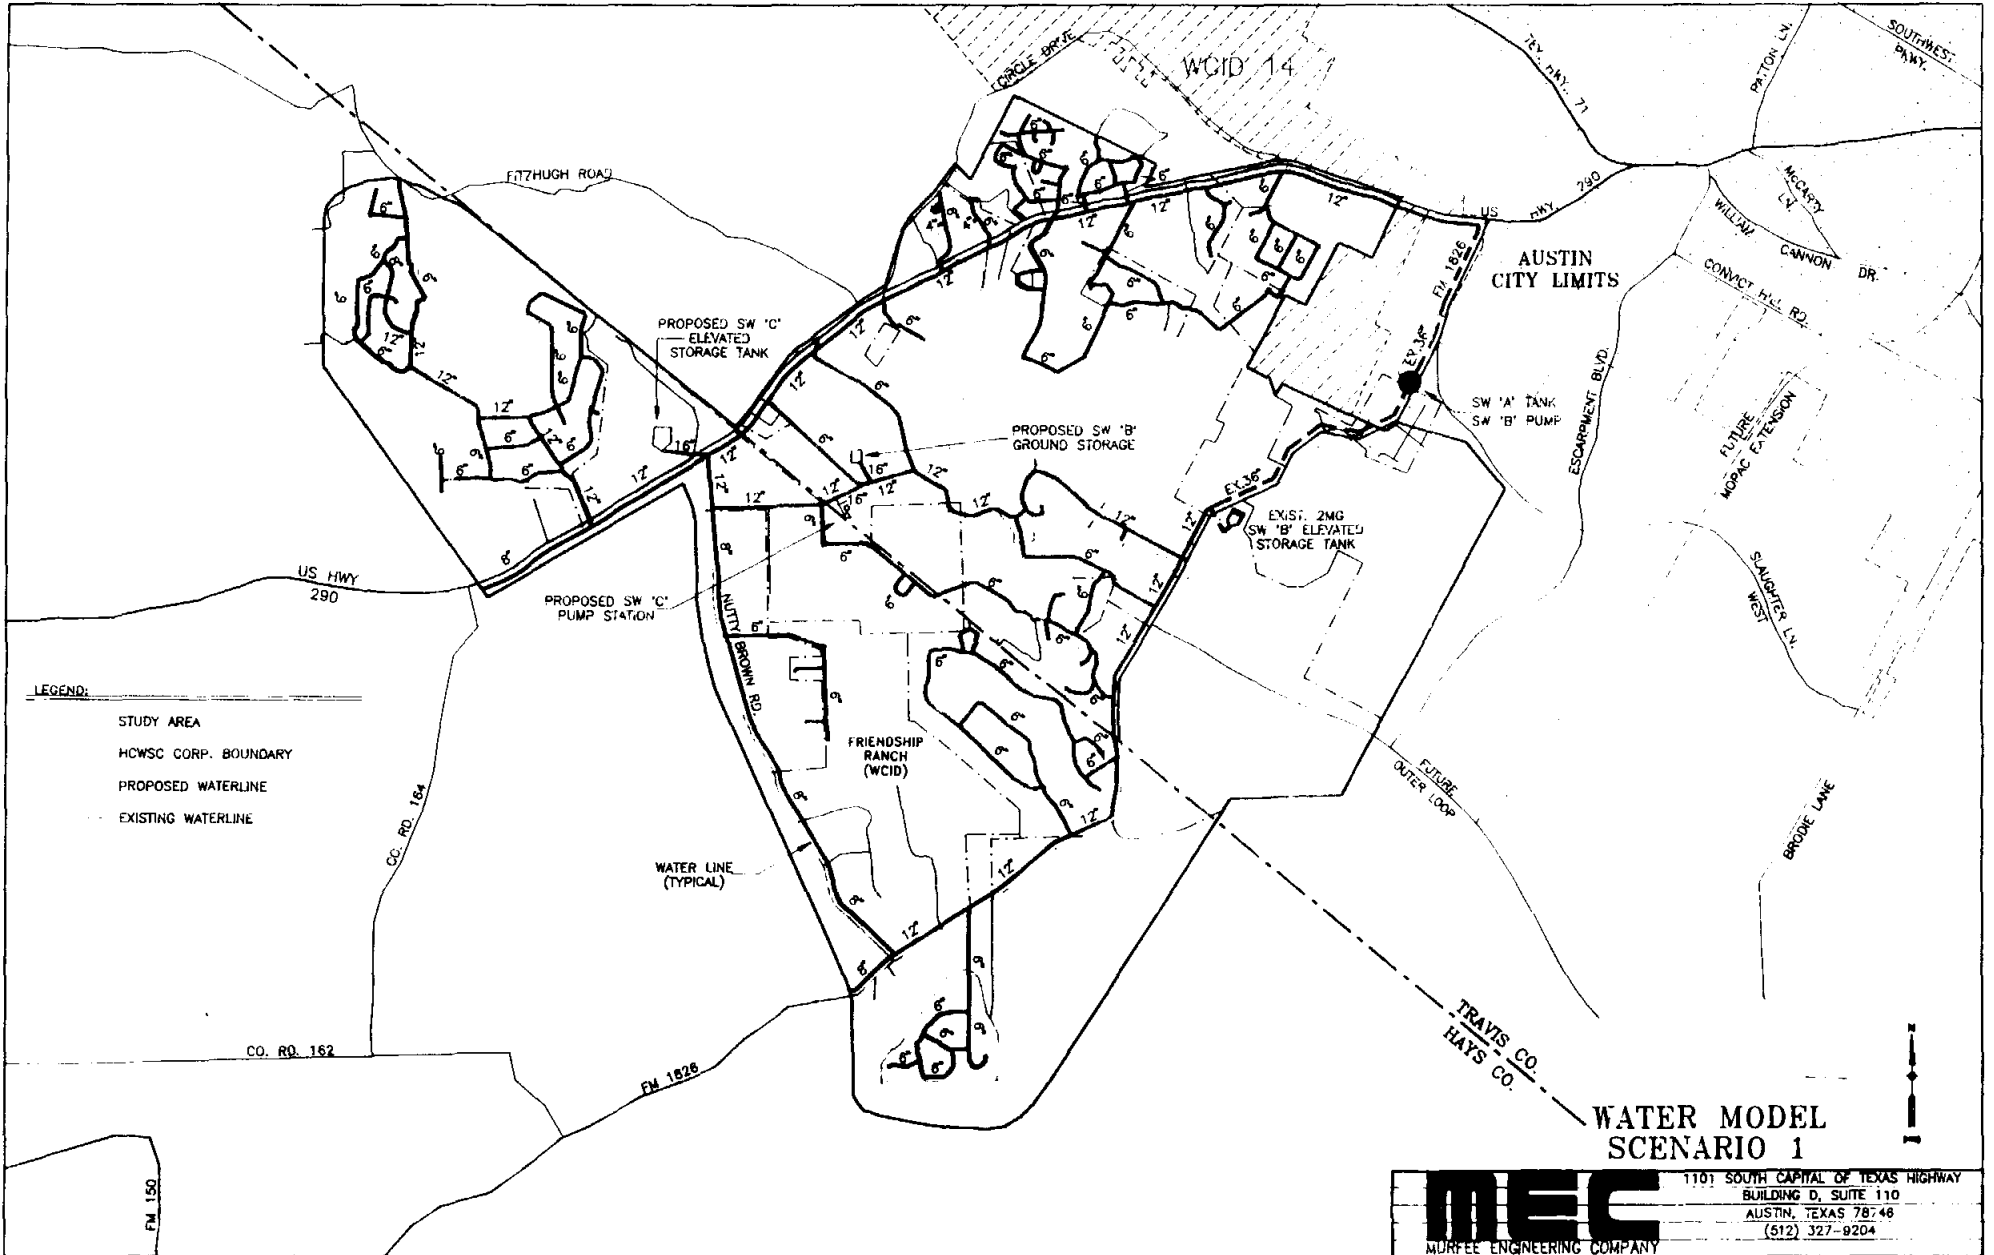 CIRCLE DRIVE
WCID 14
TEX. HWY. 71
PATTON LN.
SOUTHWEST
PKWY.
FITZHUGH ROAD
US HWY. 290
McCARTY
LN.
WILLIAM CANNON DR.
CONVICT HILL RD.
AUSTIN
CITY LIMITS
FM 1826
EX.36"
PROPOSED SW 'C'
ELEVATED
STORAGE TANK
SW 'A' TANK
SW 'B' PUMP
ESCARPMENT BLVD.
FUTURE
MOPAC EXTENSION
PROPOSED SW 'B'
GROUND STORAGE
EX.36"
EXIST. 2MG
SW 'B' ELEVATED
STORAGE TANK
US HWY
290
PROPOSED SW 'C'
PUMP STATION
NUTTY BROWN RD.
SLAUGHTER LN.
WEST
LEGEND:
STUDY AREA
HCWSC CORP. BOUNDARY
PROPOSED WATERLINE
EXISTING WATERLINE
FRIENDSHIP
RANCH
(WCID)
FUTURE
OUTER LOOP
CO. RD. 164
BRODIE LANE
WATER LINE
(TYPICAL)
16"
12"
8"
6"
CO. RD. 162
FM 1826
TRAVIS CO.
HAYS CO.
FM 150
N
WATER MODEL
SCENARIO 1
MEC
MURFEE ENGINEERING COMPANY
1101 SOUTH CAPITAL OF TEXAS HIGHWAY
BUILDING D, SUITE 110
AUSTIN, TEXAS 78746
(512) 327-9204